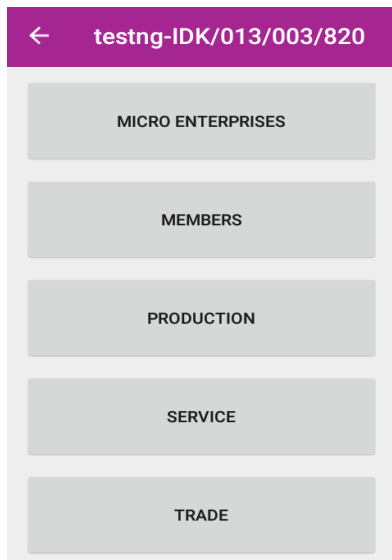 testng-IDK/013/003/820
MICRO ENTERPRISES
MEMBERS
PRODUCTION
SERVICE
TRADE